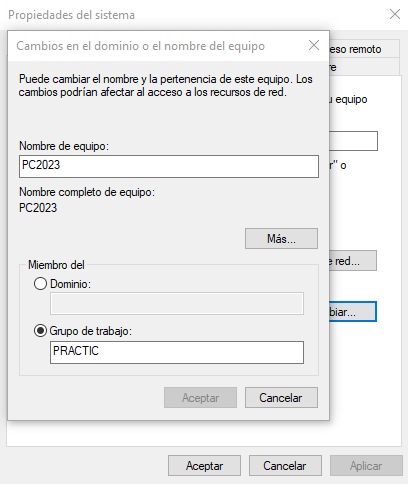 Propiedades del sistema
Cambios en el dominio o el nombre del equipo
eso remoto
Puede cambiar el nombre y la pertenencia de este equipo. Los
cambios podrían afectar al acceso a los recursos de red.
u equipo
Nombre de equipo:
PC2023
r" o
Nombre completo de equipo:
PC2023
Más...
Miembro del
e red...
Dominio:
biar...
Grupo de trabajo:
PRACTIC
Aceptar
Cancelar
Aceptar
Cancelar
Aplicar